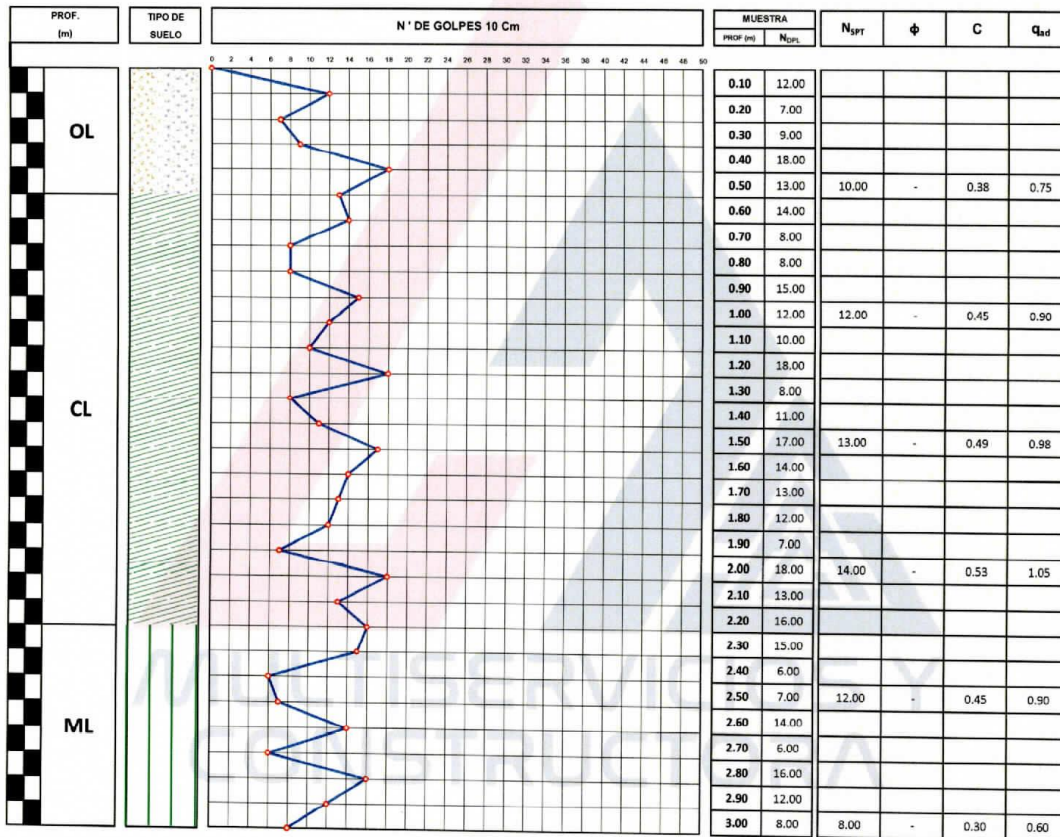 PROF. (m) TIPO DE SUELO N ' DE GOLPES 10 Cm MUESTRA N_SPT ϕ C q_ad
PROF (m) N_DPL
0 2 4 6 8 10 12 14 16 18 20 22 24 26 28 30 32 34 36 38 40 42 44 46 48 50
OL
CL
ML
0.10 12.00
0.20 7.00
0.30 9.00
0.40 18.00
0.50 13.00 10.00 - 0.38 0.75
0.60 14.00
0.70 8.00
0.80 8.00
0.90 15.00
1.00 12.00 12.00 - 0.45 0.90
1.10 10.00
1.20 18.00
1.30 8.00
1.40 11.00
1.50 17.00 13.00 - 0.49 0.98
1.60 14.00
1.70 13.00
1.80 12.00
1.90 7.00
2.00 18.00 14.00 - 0.53 1.05
2.10 13.00
2.20 16.00
2.30 15.00
2.40 6.00
2.50 7.00 12.00 - 0.45 0.90
2.60 14.00
2.70 6.00
2.80 16.00
2.90 12.00
3.00 8.00 8.00 - 0.30 0.60
MULTISERVICIOS Y
CONSTRUCTORA